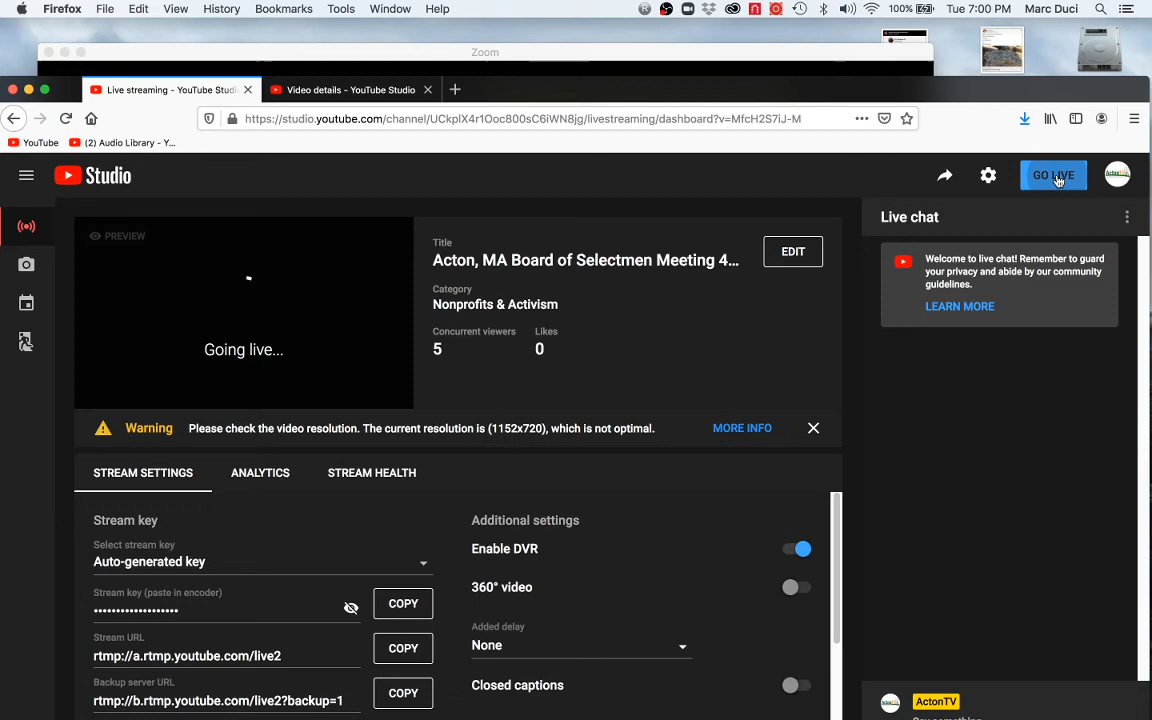 Firefox File Edit View History Bookmarks Tools Window Help 100% Tue 7:00 PM Marc Duci
Zoom
Live streaming - YouTube Studi
Video details - YouTube Studio
https://studio.youtube.com/channel/UCkplX4r1Ooc800sC6iWN8jg/livestreaming/dashboard?v=MfcH2S7iJ-M
YouTube
(2) Audio Library - Y...
Studio
GO LIVE
ActonTV
PREVIEW
Going live...
Title
Acton, MA Board of Selectmen Meeting 4...
EDIT
Category
Nonprofits & Activism
Concurrent viewers
Likes
5
0
Live chat
Welcome to live chat! Remember to guard
your privacy and abide by our community
guidelines.
LEARN MORE
Warning Please check the video resolution. The current resolution is (1152x720), which is not optimal. MORE INFO
STREAM SETTINGS
ANALYTICS
STREAM HEALTH
Stream key
Select stream key
Auto-generated key
Stream key (paste in encoder)
•••••••••••••••••••
COPY
Stream URL
rtmp://a.rtmp.youtube.com/live2
COPY
Backup server URL
rtmp://b.rtmp.youtube.com/live2?backup=1
COPY
Additional settings
Enable DVR
360° video
Added delay
None
Closed captions
ActonTV
Say something